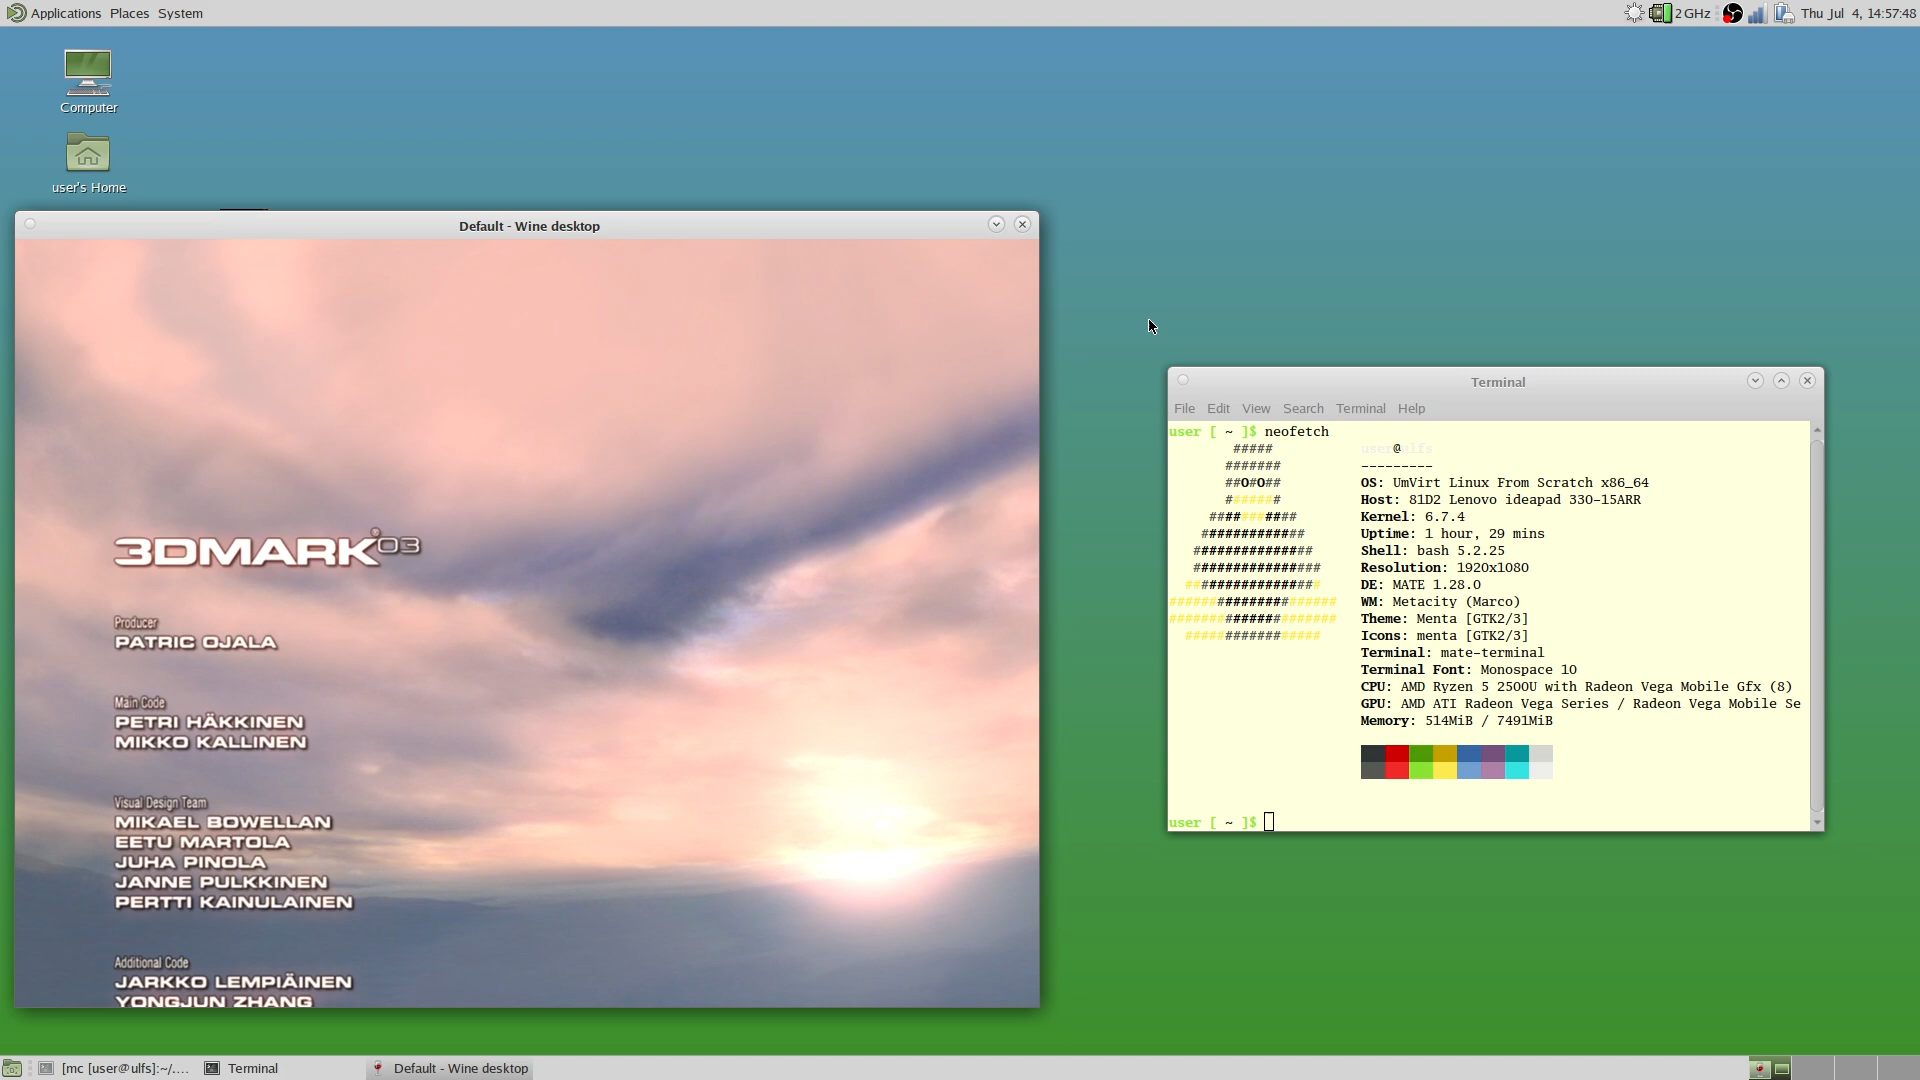 Applications Places System
2 GHz
Thu Jul 4, 14:57:48
Computer
user's Home
Default - Wine desktop
3DMARK®03
Producer
PATRIC OJALA
Main Code
PETRI HÄKKINEN
MIKKO KALLINEN
Visual Design Team
MIKAEL BOWELLAN
EETU MARTOLA
JUHA PINOLA
JANNE PULKKINEN
PERTTI KAINULAINEN
Additional Code
JARKKO LEMPIÄINEN
YONGJUN ZHANG
Terminal
File Edit View Search Terminal Help
user [ ~ ]$ neofetch
##### user@ulfs
####### ---------
##O#O## OS: UmVirt Linux From Scratch x86_64
####### Host: 81D2 Lenovo ideapad 330-15ARR
########### Kernel: 6.7.4
############# Uptime: 1 hour, 29 mins
############### Shell: bash 5.2.25
################ Resolution: 1920x1080
################# DE: MATE 1.28.0
##################### WM: Metacity (Marco)
##################### Theme: Menta [GTK2/3]
################# Icons: menta [GTK2/3]
Terminal: mate-terminal
Terminal Font: Monospace 10
CPU: AMD Ryzen 5 2500U with Radeon Vega Mobile Gfx (8)
GPU: AMD ATI Radeon Vega Series / Radeon Vega Mobile Se
Memory: 514MiB / 7491MiB
user [ ~ ]$
[mc [user@ulfs]:~/....
Terminal
Default - Wine desktop